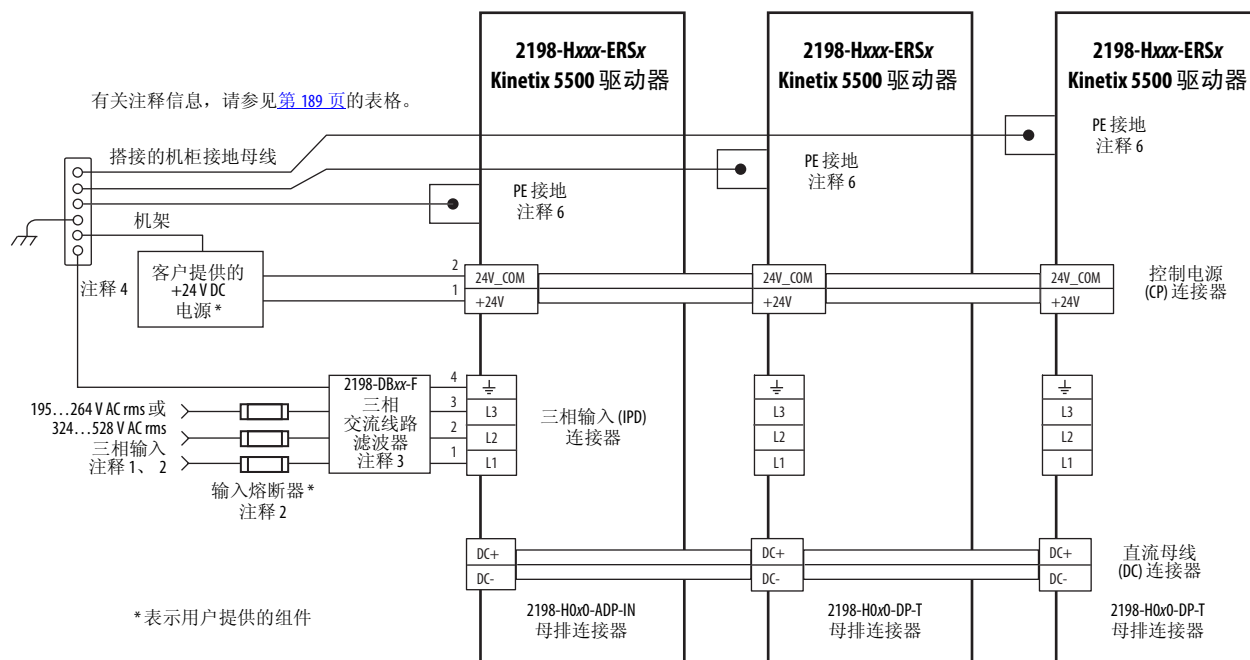 2198-Hxxx-ERSx
Kinetix 5500 驱动器
2198-Hxxx-ERSx
Kinetix 5500 驱动器
2198-Hxxx-ERSx
Kinetix 5500 驱动器
有关注释信息，请参见第 189 页的表格。
搭接的机柜接地母线
PE 接地
注释 6
PE 接地
注释 6
PE 接地
注释 6
机架
注释 4
客户提供的
+24 V DC
电源 *
2
1
24V_COM
+24V
24V_COM
+24V
24V_COM
+24V
控制电源
(CP) 连接器
195…264 V AC rms 或
324…528 V AC rms
三相输入
注释 1、 2
输入熔断器 *
注释 2
2198-DBxx-F
三相
交流线路
滤波器
注释 3
4
3
2
1
L3
L2
L1
三相输入 (IPD)
连接器
L3
L2
L1
L3
L2
L1
DC+
DC-
DC+
DC-
DC+
DC-
直流母线
(DC) 连接器
2198-H0x0-ADP-IN
母排连接器
2198-H0x0-DP-T
母排连接器
2198-H0x0-DP-T
母排连接器
* 表示用户提供的组件